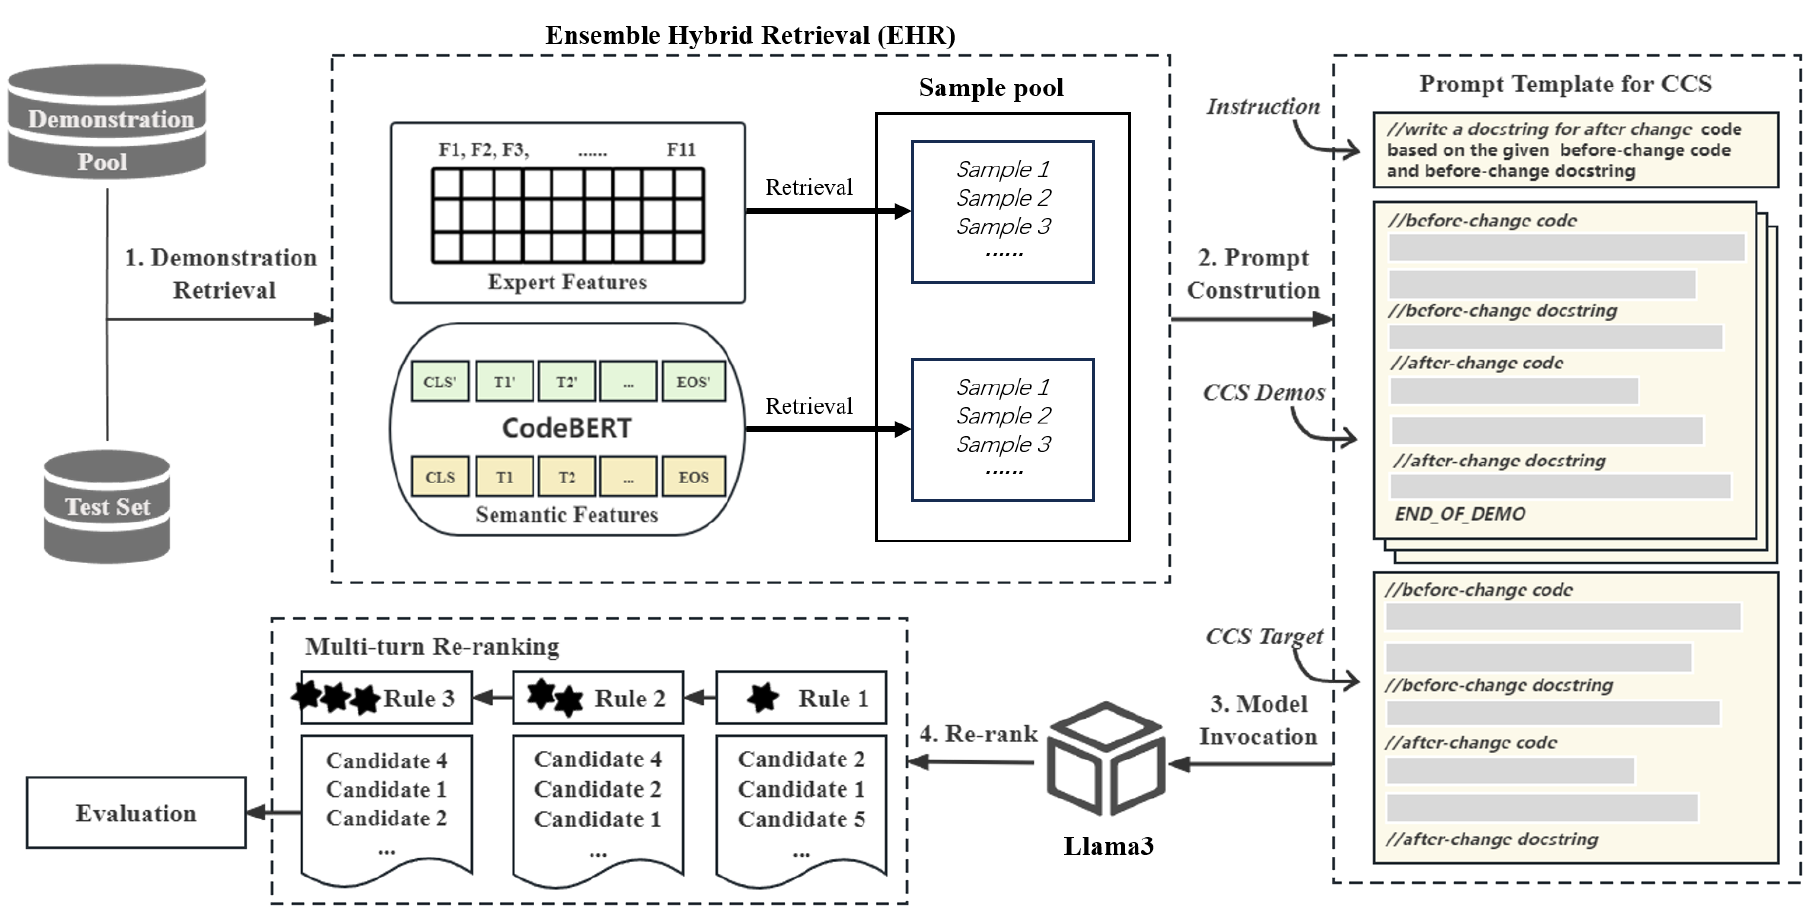 Ensemble Hybrid Retrieval (EHR)
Demonstration
Pool
1. Demonstration
Retrieval
Test Set
F1, F2, F3, ...... F11
Expert Features
Retrieval
CLS' T1' T2' ... EOS'
CodeBERT
CLS T1 T2 ... EOS
Semantic Features
Retrieval
Sample pool
Sample 1
Sample 2
Sample 3
......
Sample 1
Sample 2
Sample 3
......
2. Prompt
Constrution
Prompt Template for CCS
Instruction
//write a docstring for after change code
based on the given before-change code
and before-change docstring
CCS Demos
//before-change code
//before-change docstring
//after-change code
//after-change docstring
END_OF_DEMO
CCS Target
//before-change code
//before-change docstring
//after-change code
//after-change docstring
3. Model
Invocation
Llama3
4. Re-rank
Multi-turn Re-ranking
Rule 3
Rule 2
Rule 1
Candidate 4
Candidate 1
Candidate 2
...
Candidate 4
Candidate 2
Candidate 1
...
Candidate 2
Candidate 1
Candidate 5
...
Evaluation